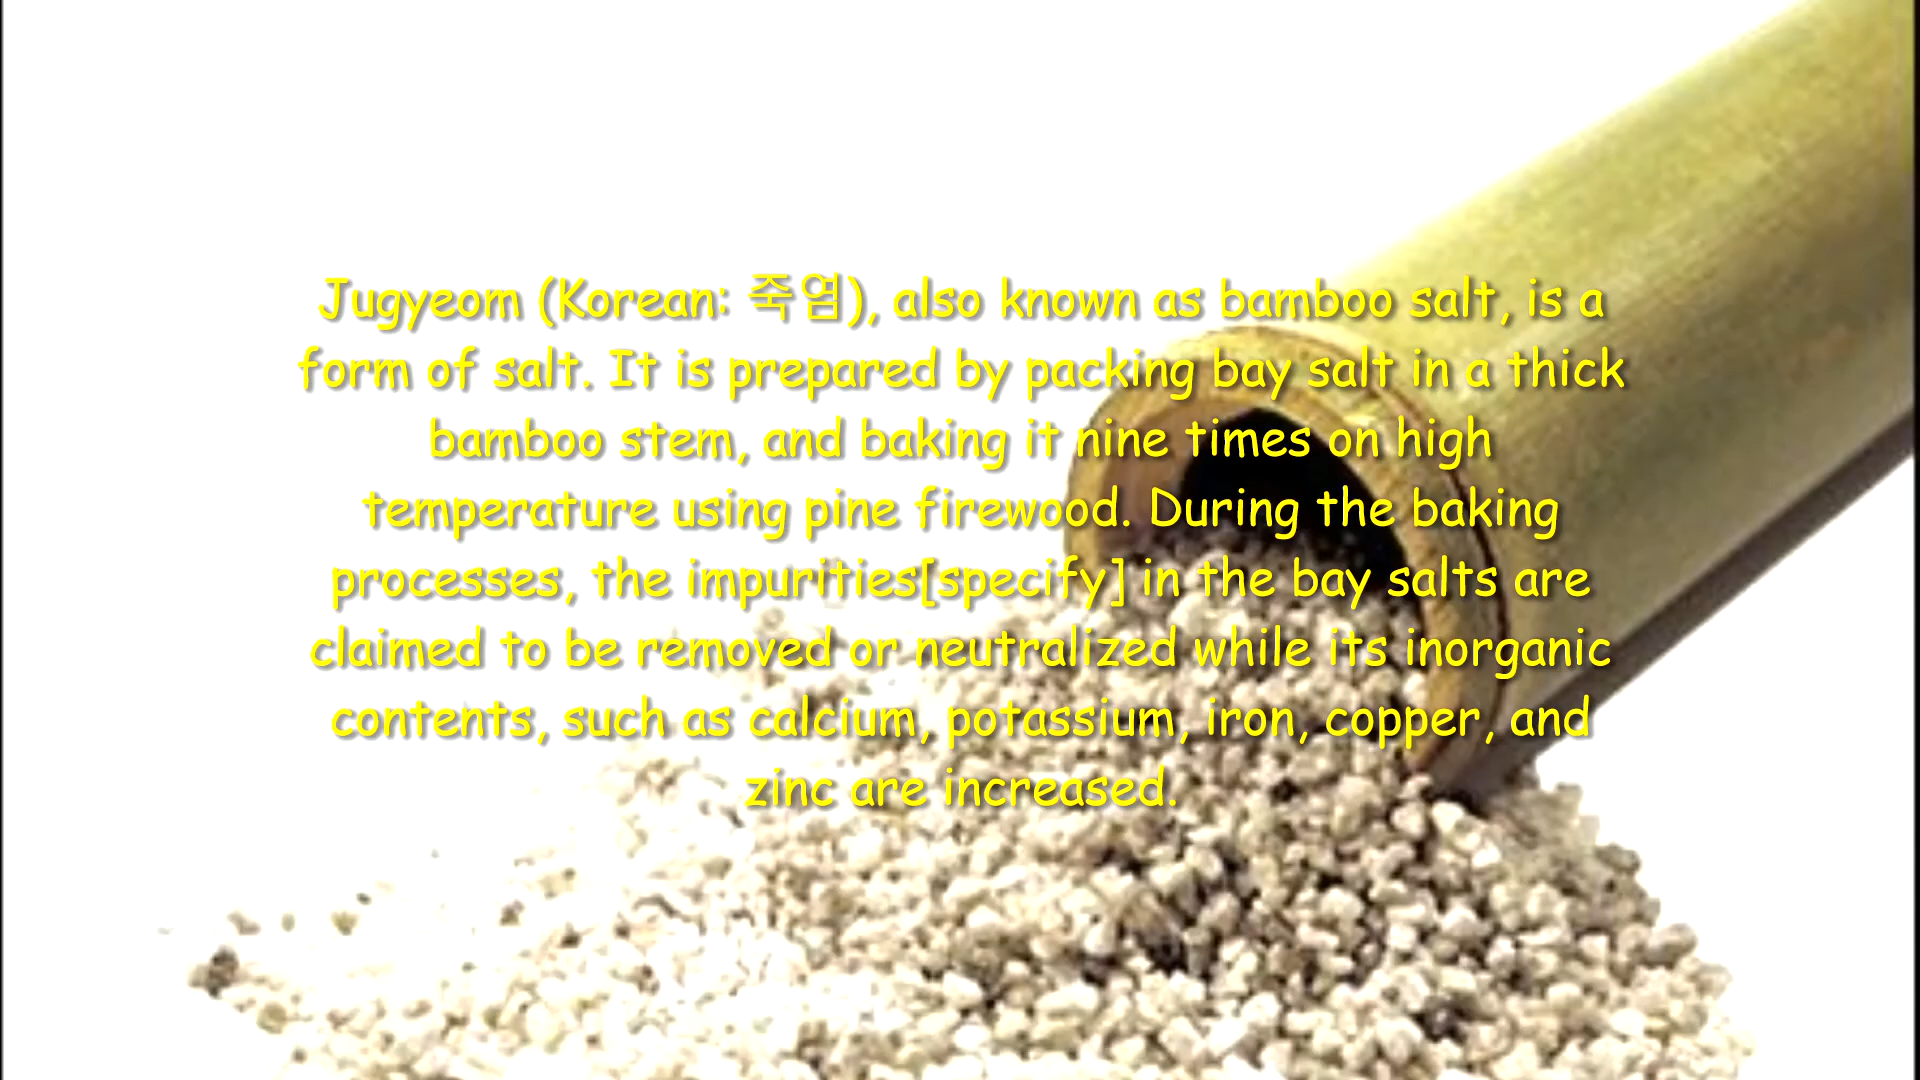 Jugyeom (Korean: 죽염), also known as bamboo salt, is a
form of salt. It is prepared by packing bay salt in a thick
bamboo stem, and baking it nine times on high
temperature using pine firewood. During the baking
processes, the impurities[specify] in the bay salts are
claimed to be removed or neutralized while its inorganic
contents, such as calcium, potassium, iron, copper, and
zinc are increased.